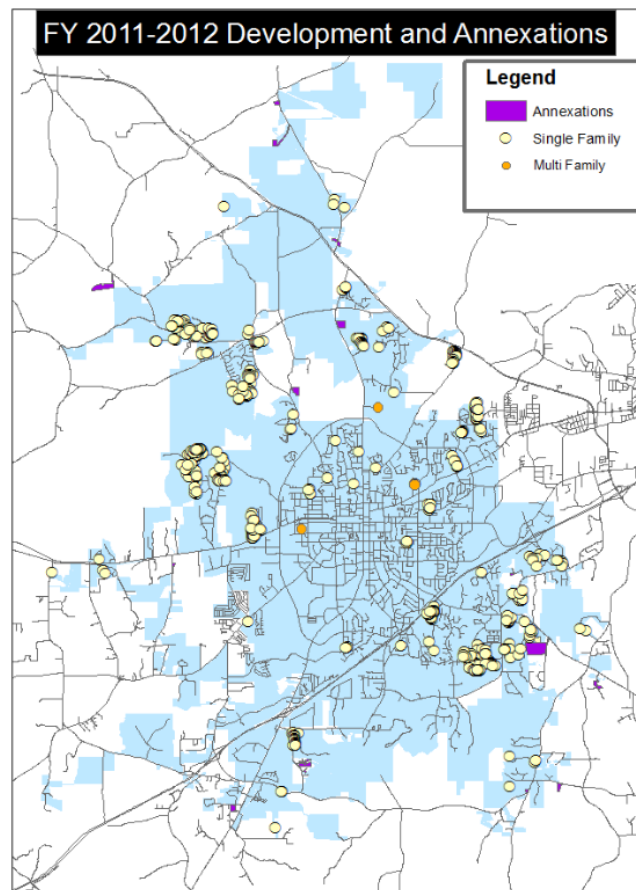 FY 2011-2012 Development and Annexations
Legend
Annexations
Single Family
Multi Family